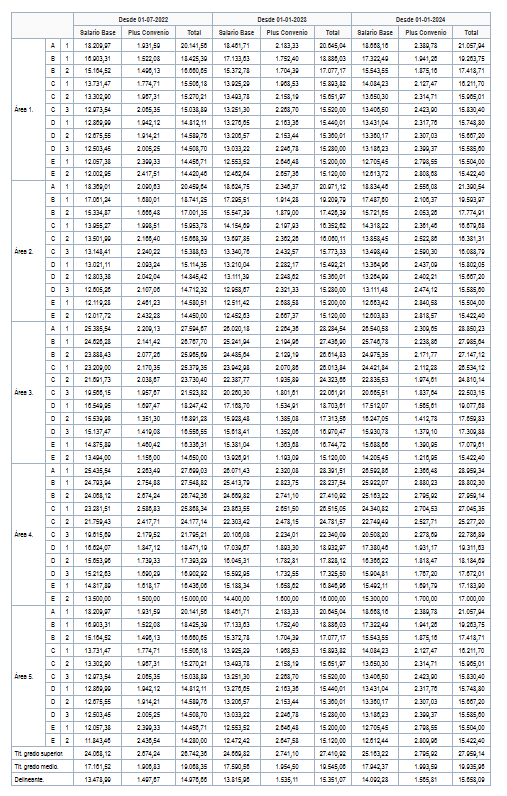 Desde 01-07-2022 Desde 01-01-2023 Desde 01-01-2024
Salario Base Plus Convenio Total Salario Base Plus Convenio Total Salario Base Plus Convenio Total
Área 1.
A 1 18.209,97 1.931,59 20.141,56 18.461,71 2.183,33 20.645,04 18.668,16 2.389,78 21.057,94
B 1 16.903,31 1.522,08 18.425,39 17.133,63 1.752,40 18.886,03 17.322,49 1.941,26 19.263,75
B 2 15.164,52 1.496,13 16.660,65 15.372,78 1.704,39 17.077,17 15.543,55 1.875,16 17.418,71
C 1 13.731,47 1.774,71 15.506,18 13.925,29 1.968,53 15.893,82 14.084,23 2.127,47 16.211,70
C 2 13.302,90 1.967,31 15.270,21 13.493,78 2.158,19 15.651,97 13.650,30 2.314,71 15.965,01
C 3 12.973,54 2.065,35 15.038,89 13.251,30 2.268,70 15.520,00 13.406,50 2.423,90 15.830,40
D 1 12.869,99 1.942,12 14.812,11 13.276,65 2.163,36 15.440,01 13.431,04 2.317,76 15.748,80
D 2 12.675,55 1.914,21 14.589,76 13.206,57 2.153,44 15.360,01 13.360,17 2.307,03 15.667,20
D 3 12.503,45 2.005,25 14.508,70 13.033,22 2.246,78 15.280,00 13.186,23 2.399,37 15.585,60
E 1 12.057,38 2.399,33 14.456,71 12.553,52 2.646,48 15.200,00 12.705,45 2.798,55 15.504,00
E 2 12.002,95 2.417,51 14.420,46 12.462,64 2.657,36 15.120,00 12.613,72 2.808,68 15.422,40
Área 2.
A 1 18.369,01 2.090,63 20.459,64 18.624,75 2.346,37 20.971,12 18.834,46 2.556,08 21.390,54
B 1 17.061,24 1.680,01 18.741,25 17.295,51 1.914,28 19.209,79 17.487,60 2.106,37 19.593,97
B 2 15.334,87 1.666,48 17.001,35 15.547,39 1.879,00 17.426,39 15.721,65 2.053,26 17.774,91
C 1 13.955,27 1.998,51 15.953,78 14.154,69 2.197,93 16.352,62 14.318,22 2.361,46 16.679,68
C 2 13.501,99 2.166,40 15.668,39 13.697,85 2.362,26 16.060,11 13.858,45 2.522,86 16.381,31
C 3 13.148,41 2.240,22 15.388,63 13.340,76 2.432,57 15.773,33 13.498,49 2.590,30 16.088,79
D 1 13.021,11 2.093,24 15.114,35 13.210,04 2.282,17 15.492,21 13.364,96 2.437,09 15.802,05
D 2 12.803,38 2.042,04 14.845,42 13.111,39 2.248,62 15.360,01 13.264,99 2.402,21 15.667,20
D 3 12.605,26 2.107,06 14.712,32 12.958,67 2.321,33 15.280,00 13.111,48 2.474,12 15.585,60
E 1 12.119,28 2.461,23 14.580,51 12.511,42 2.688,58 15.200,00 12.663,42 2.840,58 15.504,00
E 2 12.017,72 2.432,28 14.450,00 12.452,63 2.667,37 15.120,00 12.603,83 2.818,57 15.422,40
Área 3.
A 1 25.385,54 2.209,13 27.594,67 26.020,18 2.264,36 28.284,54 26.540,58 2.309,65 28.850,23
B 1 24.626,28 2.141,42 26.767,70 25.241,94 2.194,96 27.436,90 25.746,78 2.238,86 27.985,64
B 2 23.888,43 2.077,26 25.965,69 24.485,64 2.129,19 26.614,83 24.975,35 2.171,77 27.147,12
C 1 23.209,00 2.170,35 25.379,35 23.942,98 2.070,86 26.013,84 24.421,84 2.112,28 26.534,12
C 2 21.691,73 2.038,67 23.730,40 22.387,77 1.935,89 24.323,66 22.835,53 1.974,61 24.810,14
C 3 19.566,15 1.957,67 21.523,82 20.260,30 1.801,61 22.061,91 20.665,51 1.837,64 22.503,15
D 1 16.549,95 1.697,47 18.247,42 17.168,70 1.534,91 18.703,61 17.512,07 1.565,61 19.077,68
D 2 15.539,98 1.351,30 16.891,28 15.928,48 1.385,08 17.313,56 16.247,05 1.412,78 17.659,83
D 3 15.137,47 1.419,08 16.556,55 15.618,41 1.352,06 16.970,47 15.930,78 1.379,10 17.309,88
E 1 14.875,89 1.460,42 16.336,31 15.381,04 1.363,68 16.744,72 15.688,66 1.390,95 17.079,61
E 2 13.494,00 1.156,00 14.650,00 13.926,91 1.193,09 15.120,00 14.205,45 1.216,95 15.422,40
Área 4.
A 1 25.435,54 2.263,49 27.699,03 26.071,43 2.320,08 28.391,51 26.592,86 2.366,48 28.959,34
B 1 24.793,94 2.754,88 27.548,82 25.413,79 2.823,75 28.237,54 25.922,07 2.880,23 28.802,30
B 2 24.068,12 2.674,24 26.742,36 24.669,82 2.741,10 27.410,92 25.163,22 2.795,92 27.959,14
C 1 23.281,51 2.586,83 25.868,34 23.863,55 2.651,50 26.515,05 24.340,82 2.704,53 27.045,35
C 2 21.759,43 2.417,71 24.177,14 22.303,42 2.478,15 24.781,57 22.749,49 2.527,71 25.277,20
C 3 19.615,69 2.179,52 21.795,21 20.106,08 2.234,01 22.340,09 20.508,20 2.278,69 22.786,89
D 1 16.624,07 1.847,12 18.471,19 17.039,67 1.893,30 18.932,97 17.380,46 1.931,17 19.311,63
D 2 15.653,96 1.739,33 17.393,29 16.045,31 1.782,81 17.828,12 16.366,22 1.818,47 18.184,69
D 3 15.212,63 1.690,29 16.902,92 15.592,95 1.732,55 17.325,50 15.904,81 1.767,20 17.672,01
E 1 14.817,89 1.618,17 16.436,06 15.188,34 1.658,62 16.846,96 15.492,11 1.691,79 17.183,90
E 2 13.500,00 1.500,00 15.000,00 14.400,00 1.600,00 16.000,00 15.300,00 1.700,00 17.000,00
Área 5.
A 1 18.209,97 1.931,59 20.141,56 18.461,71 2.183,33 20.645,04 18.668,16 2.389,78 21.057,94
B 1 16.903,31 1.522,08 18.425,39 17.133,63 1.752,40 18.886,03 17.322,49 1.941,26 19.263,75
B 2 15.164,52 1.496,13 16.660,65 15.372,78 1.704,39 17.077,17 15.543,55 1.875,16 17.418,71
C 1 13.731,47 1.774,71 15.506,18 13.925,29 1.968,53 15.893,82 14.084,23 2.127,47 16.211,70
C 2 13.302,90 1.967,31 15.270,21 13.493,78 2.158,19 15.651,97 13.650,30 2.314,71 15.965,01
C 3 12.973,54 2.065,35 15.038,89 13.251,30 2.268,70 15.520,00 13.406,50 2.423,90 15.830,40
D 1 12.869,99 1.942,12 14.812,11 13.276,65 2.163,36 15.440,01 13.431,04 2.317,76 15.748,80
D 2 12.675,55 1.914,21 14.589,76 13.206,57 2.153,44 15.360,01 13.360,17 2.307,03 15.667,20
D 3 12.503,45 2.005,25 14.508,70 13.033,22 2.246,78 15.280,00 13.186,23 2.399,37 15.585,60
E 1 12.057,38 2.399,33 14.456,71 12.553,52 2.646,48 15.200,00 12.705,45 2.798,55 15.504,00
E 2 11.843,46 2.436,54 14.280,00 12.472,42 2.647,58 15.120,00 12.612,44 2.809,96 15.422,40
Tit. grado superior. 24.068,12 2.674,24 26.742,36 24.669,82 2.741,10 27.410,92 25.163,22 2.795,92 27.959,14
Tit. grado medio. 17.161,52 1.906,83 19.068,35 17.590,56 1.954,50 19.545,06 17.942,37 1.993,59 19.935,96
Delineante. 13.478,99 1.497,67 14.976,66 13.815,96 1.535,11 15.351,07 14.092,28 1.565,81 15.658,09